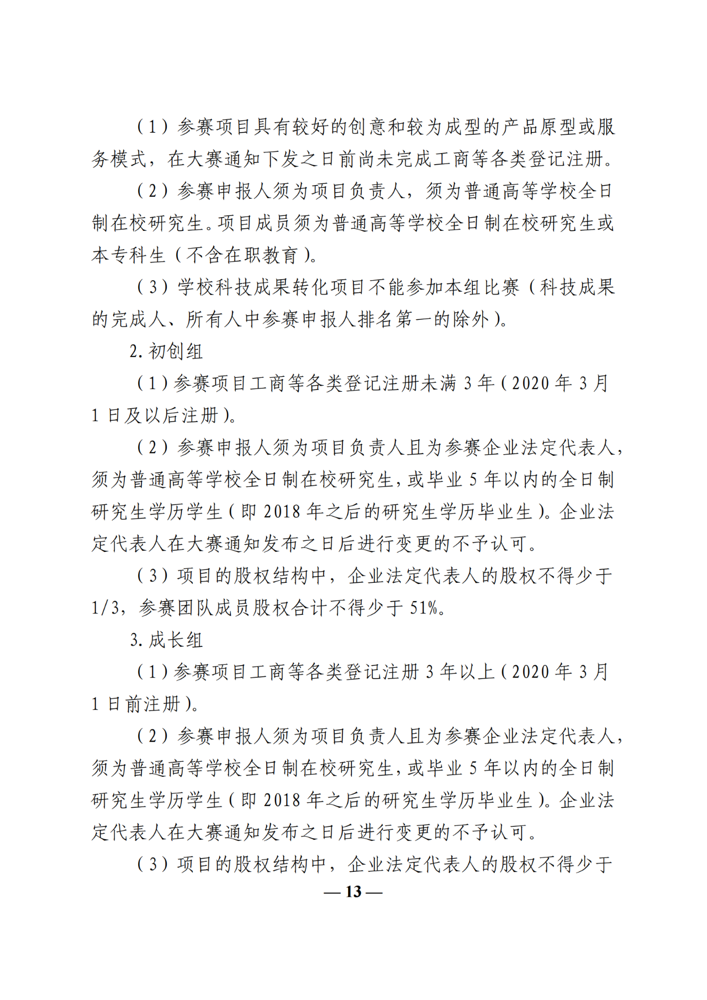 （1）参赛项目具有较好的创意和较为成型的产品原型或服
务模式，在大赛通知下发之日前尚未完成工商等各类登记注册。
（2）参赛申报人须为项目负责人，须为普通高等学校全日
制在校研究生。项目成员须为普通高等学校全日制在校研究生或
本专科生（不含在职教育）。
（3）学校科技成果转化项目不能参加本组比赛（科技成果
的完成人、所有人中参赛申报人排名第一的除外）。
2.初创组
（1）参赛项目工商等各类登记注册未满 3 年（2020 年 3 月
1 日及以后注册）。
（2）参赛申报人须为项目负责人且为参赛企业法定代表人，
须为普通高等学校全日制在校研究生，或毕业 5 年以内的全日制
研究生学历学生（即 2018 年之后的研究生学历毕业生）。企业法
定代表人在大赛通知发布之日后进行变更的不予认可。
（3）项目的股权结构中，企业法定代表人的股权不得少于
1/3，参赛团队成员股权合计不得少于 51%。
3.成长组
（1）参赛项目工商等各类登记注册 3 年以上（2020 年 3 月
1 日前注册）。
（2）参赛申报人须为项目负责人且为参赛企业法定代表人，
须为普通高等学校全日制在校研究生，或毕业 5 年以内的全日制
研究生学历学生（即 2018 年之后的研究生学历毕业生）。企业法
定代表人在大赛通知发布之日后进行变更的不予认可。
（3）项目的股权结构中，企业法定代表人的股权不得少于
— 13 —